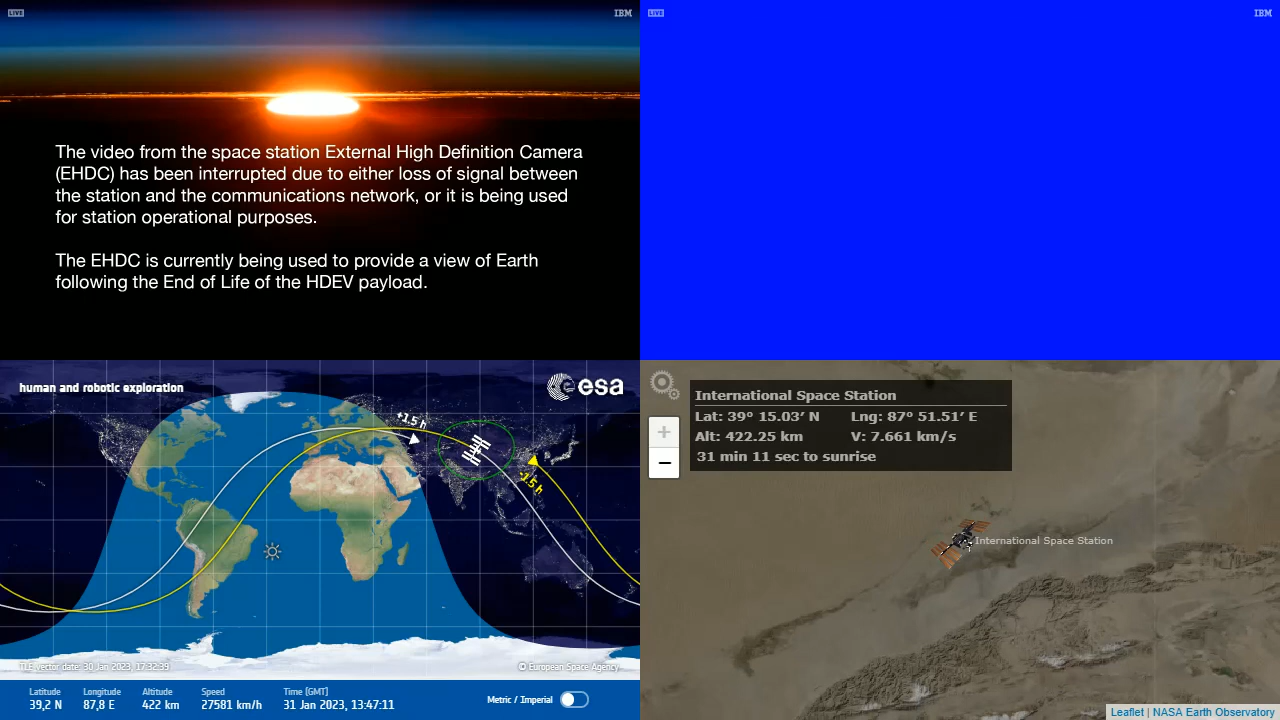 LIVE
IBM
The video from the space station External High Definition Camera
(EHDC) has been interrupted due to either loss of signal between
the station and the communications network, or it is being used
for station operational purposes.
The EHDC is currently being used to provide a view of Earth
following the End of Life of the HDEV payload.
LIVE
IBM
human and robotic exploration
esa
+1.5 h
-1.5 h
TLE vector date: 30 Jan 2023, 17:32:39
© European Space Agency
Latitude
39,2 N
Longitude
87,8 E
Altitude
422 km
Speed
27581 km/h
Time (GMT)
31 Jan 2023, 13:47:11
Metric / Imperial
International Space Station
Lat: 39° 15.03′ N Lng: 87° 51.51′ E
Alt: 422.25 km V: 7.661 km/s
31 min 11 sec to sunrise
+
−
International Space Station
Leaflet | NASA Earth Observatory